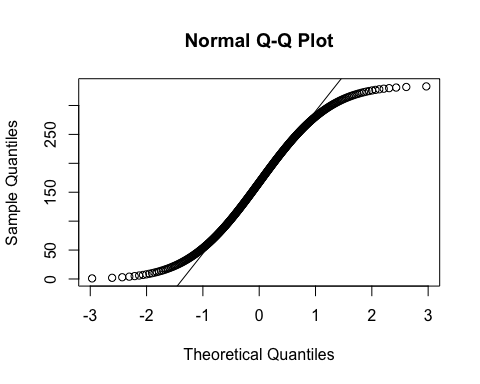 Normal Q-Q Plot
Sample Quantiles
250
150
50
0
-3 -2 -1 0 1 2 3
Theoretical Quantiles